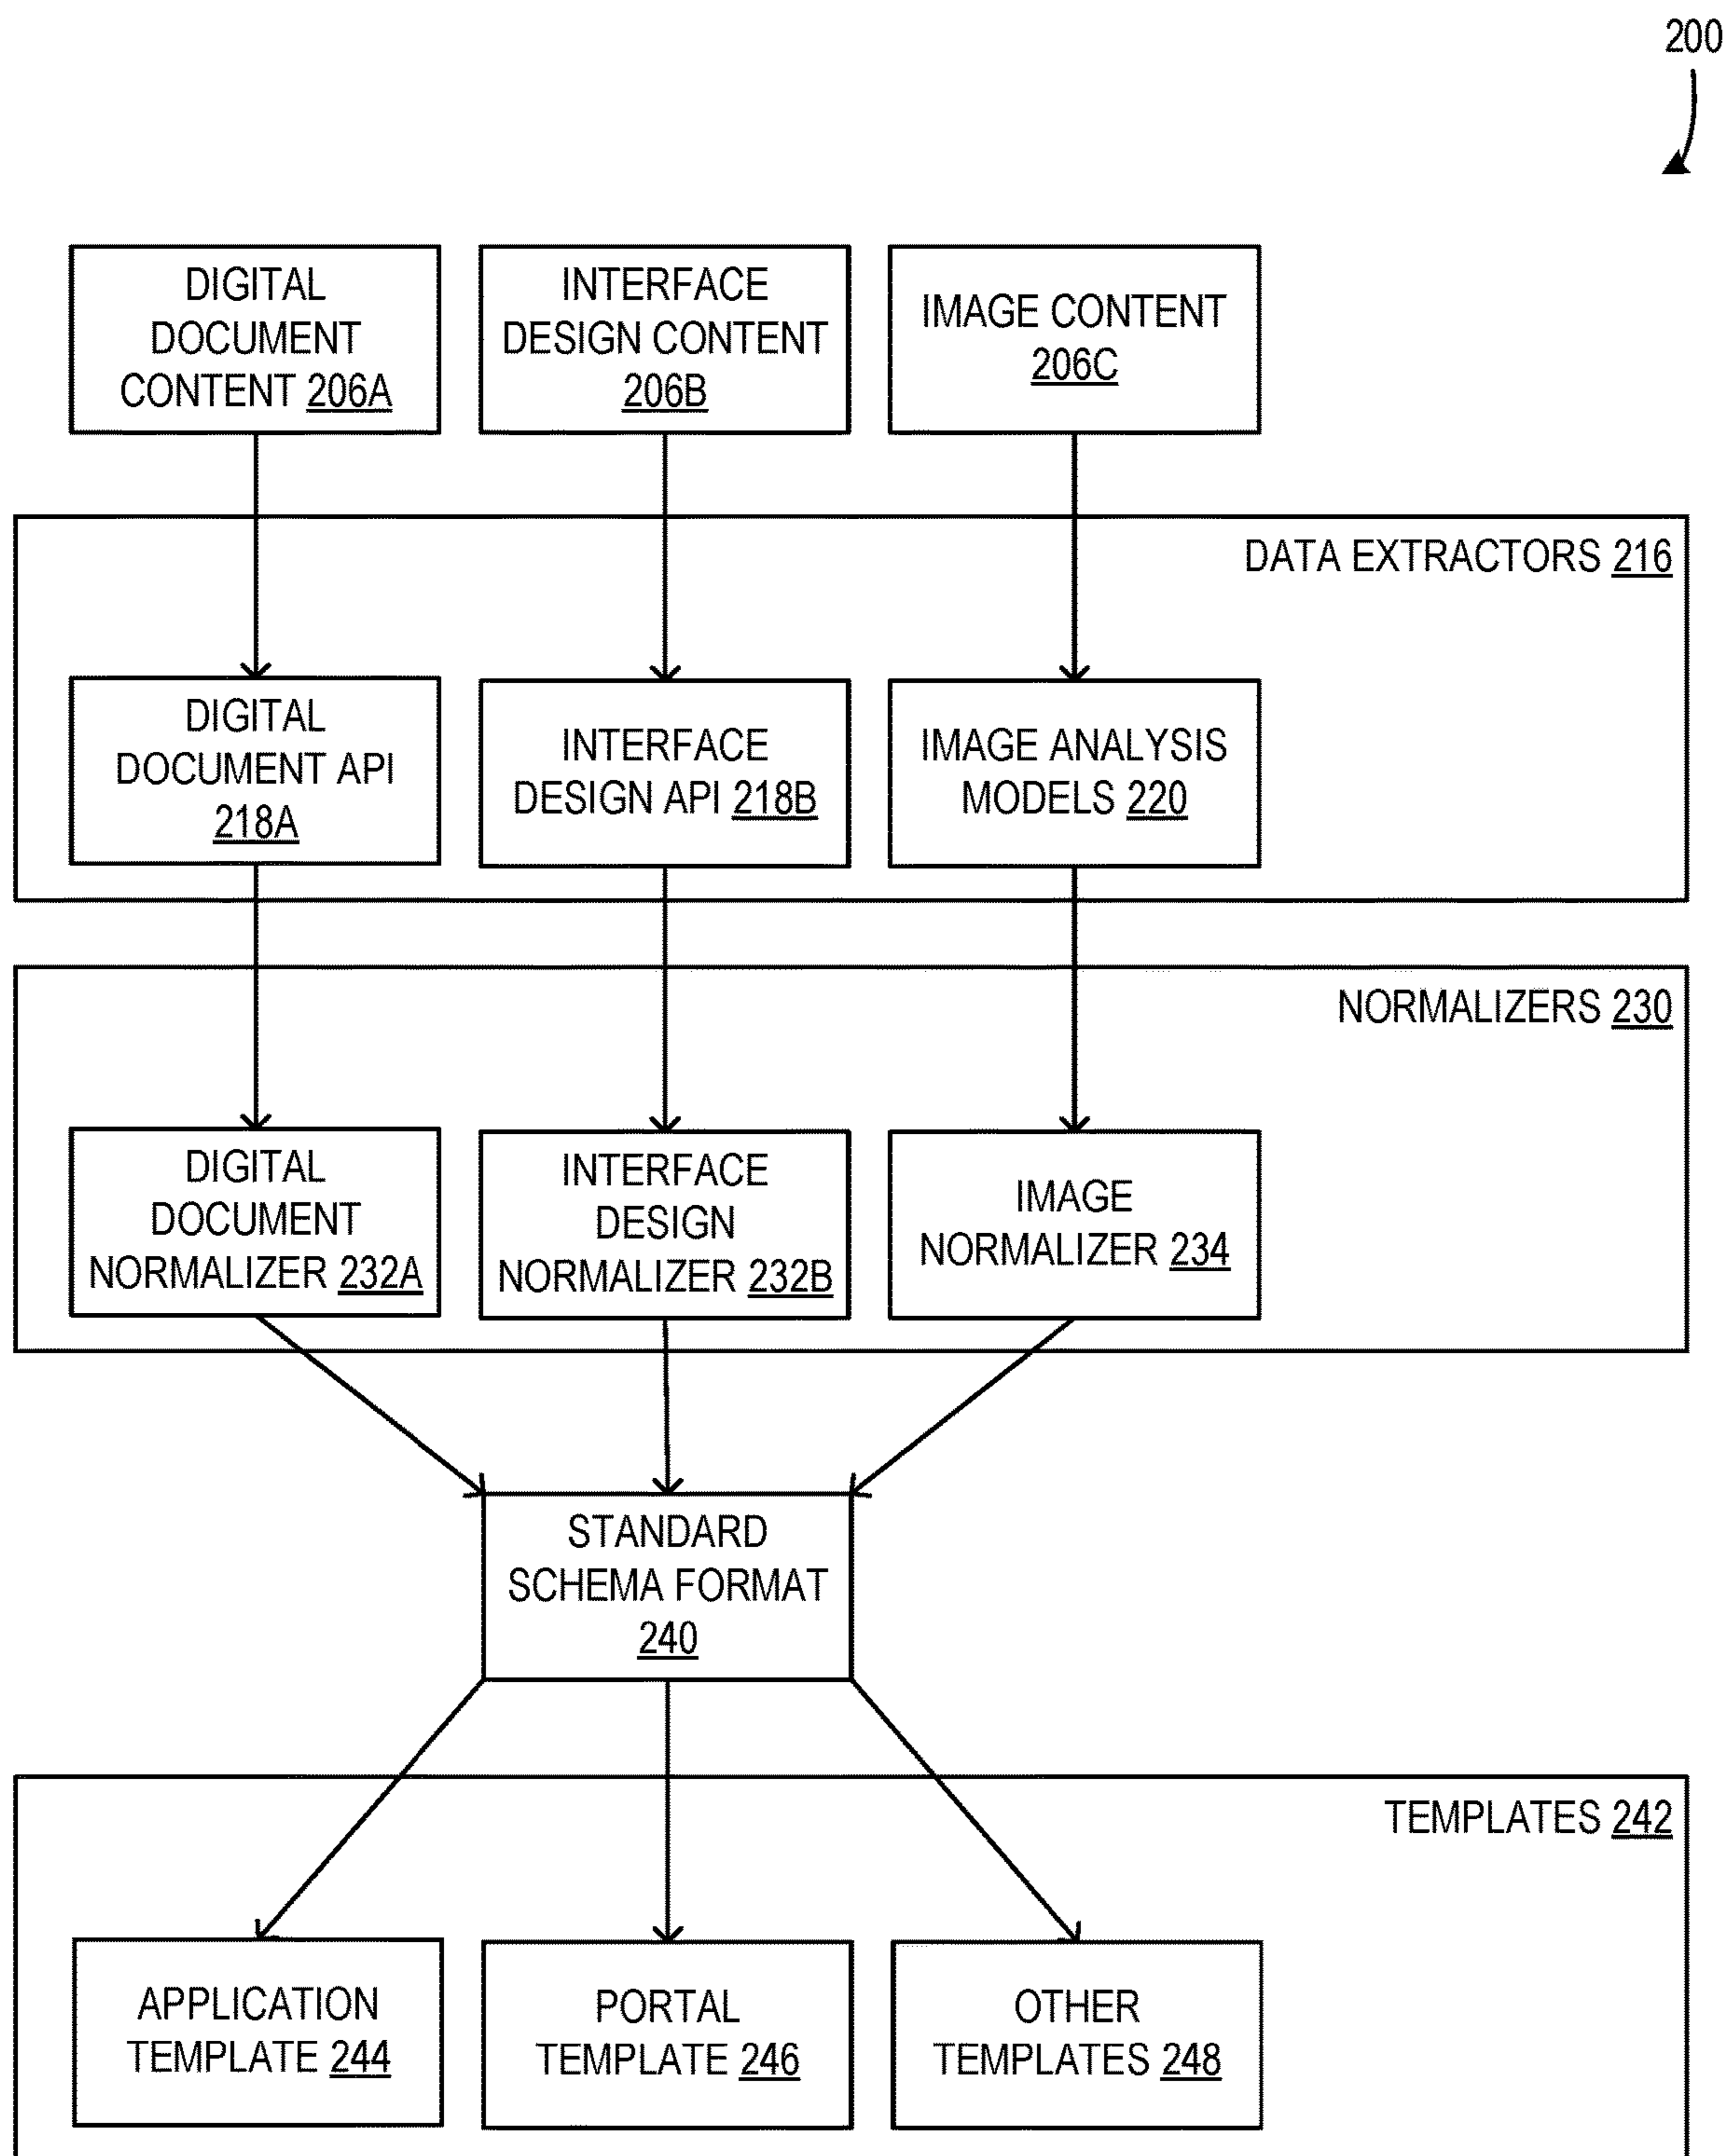 200
DIGITAL
DOCUMENT
CONTENT 206A
INTERFACE
DESIGN CONTENT
206B
IMAGE CONTENT
206C
DATA EXTRACTORS 216
DIGITAL
DOCUMENT API
218A
INTERFACE
DESIGN API 218B
IMAGE ANALYSIS
MODELS 220
NORMALIZERS 230
DIGITAL
DOCUMENT
NORMALIZER 232A
INTERFACE
DESIGN
NORMALIZER 232B
IMAGE
NORMALIZER 234
STANDARD
SCHEMA FORMAT
240
TEMPLATES 242
APPLICATION
TEMPLATE 244
PORTAL
TEMPLATE 246
OTHER
TEMPLATES 248